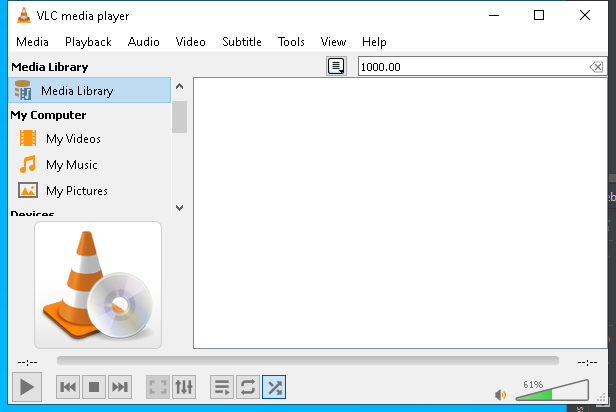 VLC media player
Media Playback Audio Video Subtitle Tools View Help
Media Library
1000.00
Media Library
My Computer
My Videos
My Music
My Pictures
Devices
--:-- --:--
61%